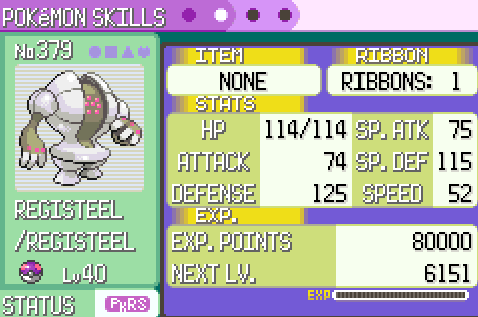 POKéMON SKILLS
No379
ITEM
RIBBON
NONE
RIBBONS: 1
STATS
HP 114/114 SP. ATK 75
ATTACK 74 SP. DEF 115
DEFENSE 125 SPEED 52
EXP.
EXP. POINTS 80000
NEXT LV. 6151
EXP
REGISTEEL
/REGISTEEL
Lv40
STATUS PKRS